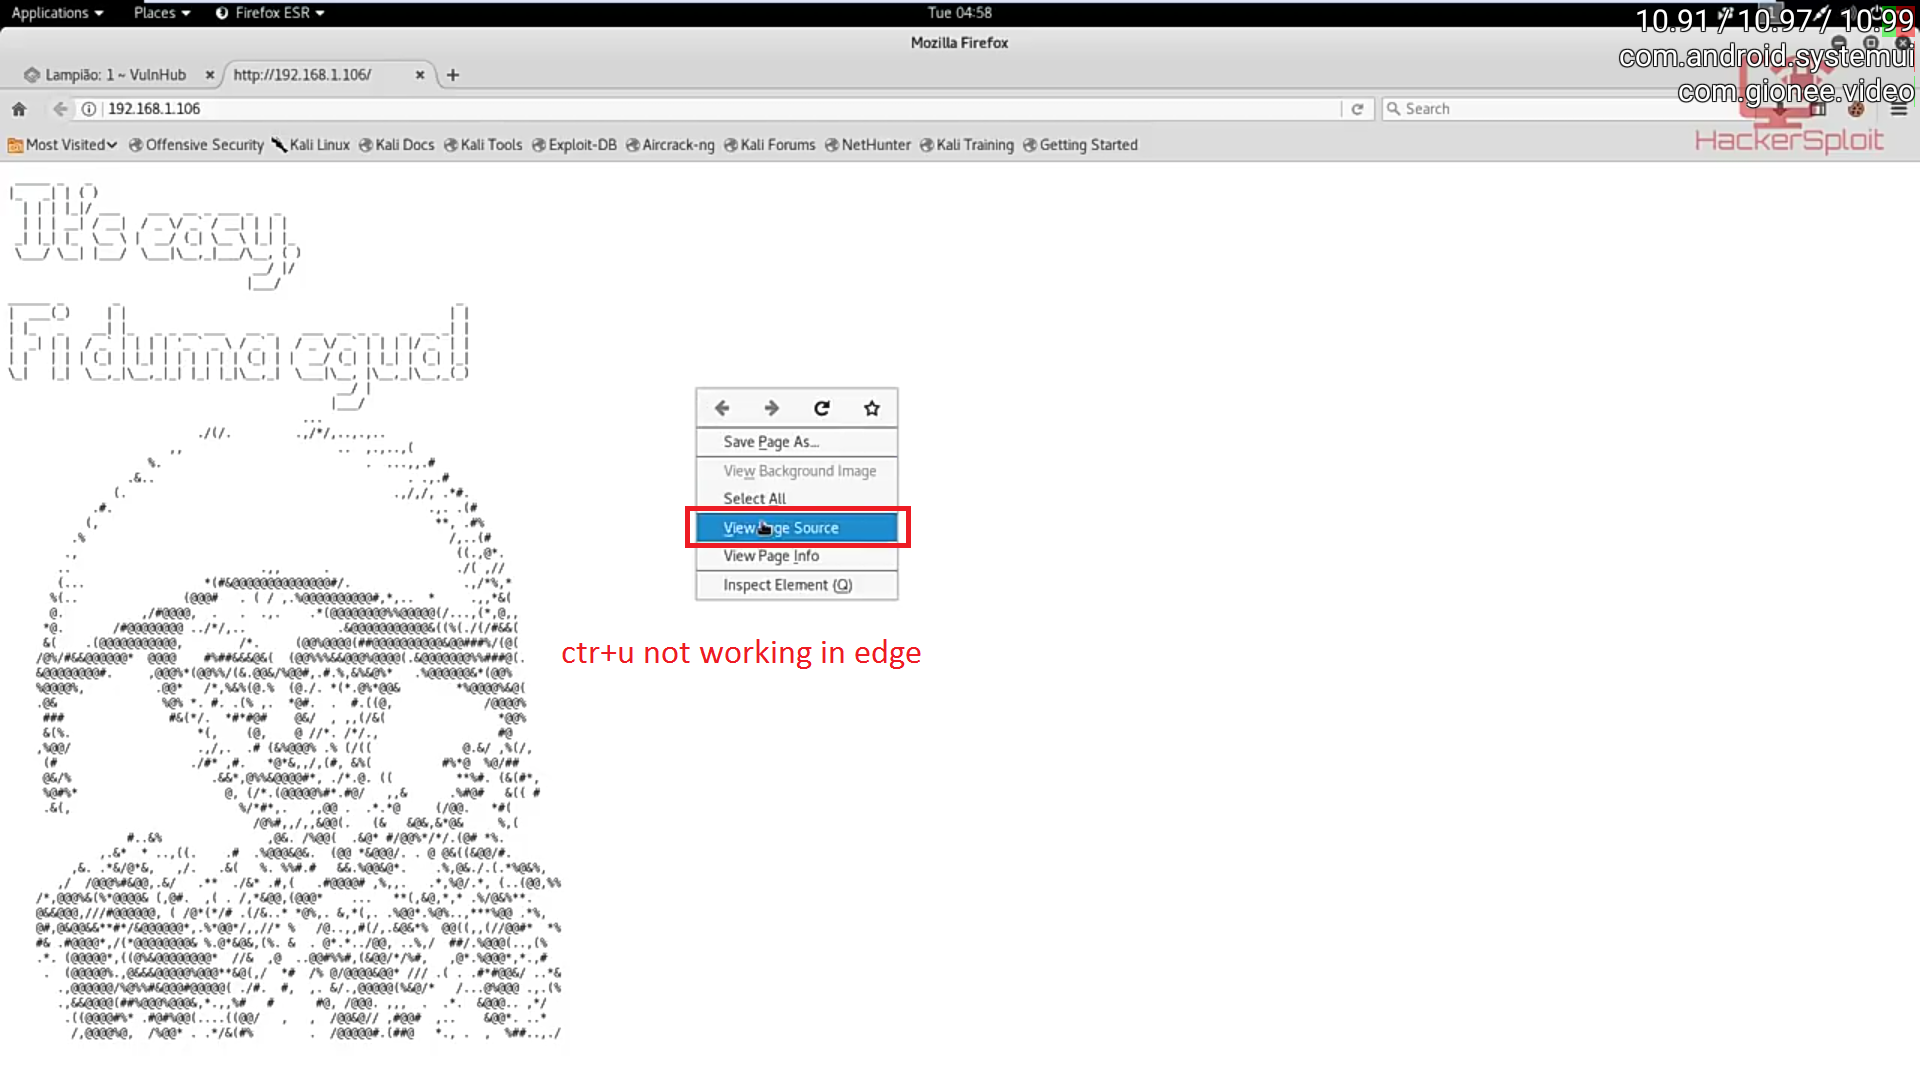 Applications Places Firefox ESR Tue 04:58
10.91 / 10.97 / 10.99
Mozilla Firefox
com.android.systemui
Lampião: 1 ~ VulnHub http://192.168.1.106/
com.gionee.video
192.168.1.106 Search
Most Visited Offensive Security Kali Linux Kali Docs Kali Tools Exploit-DB Aircrack-ng Kali Forums NetHunter Kali Training Getting Started
HackerSploit
It's easy,
Fi duma egua!
Save Page As...
View Background Image
Select All
View Source
View Page Info
Inspect Element (Q)
ctr+u not working in edge